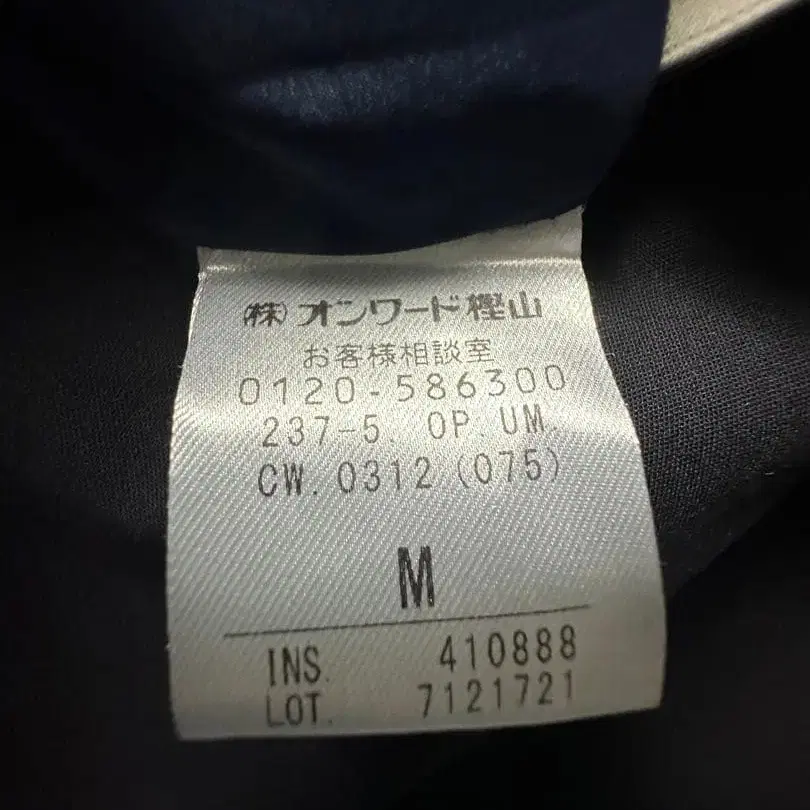 (株)オンワード樫山
お客様相談室
0120-586300
237-5. OP. UM.
CW. 0312 (075)
M
INS. 410888
LOT. 7121721